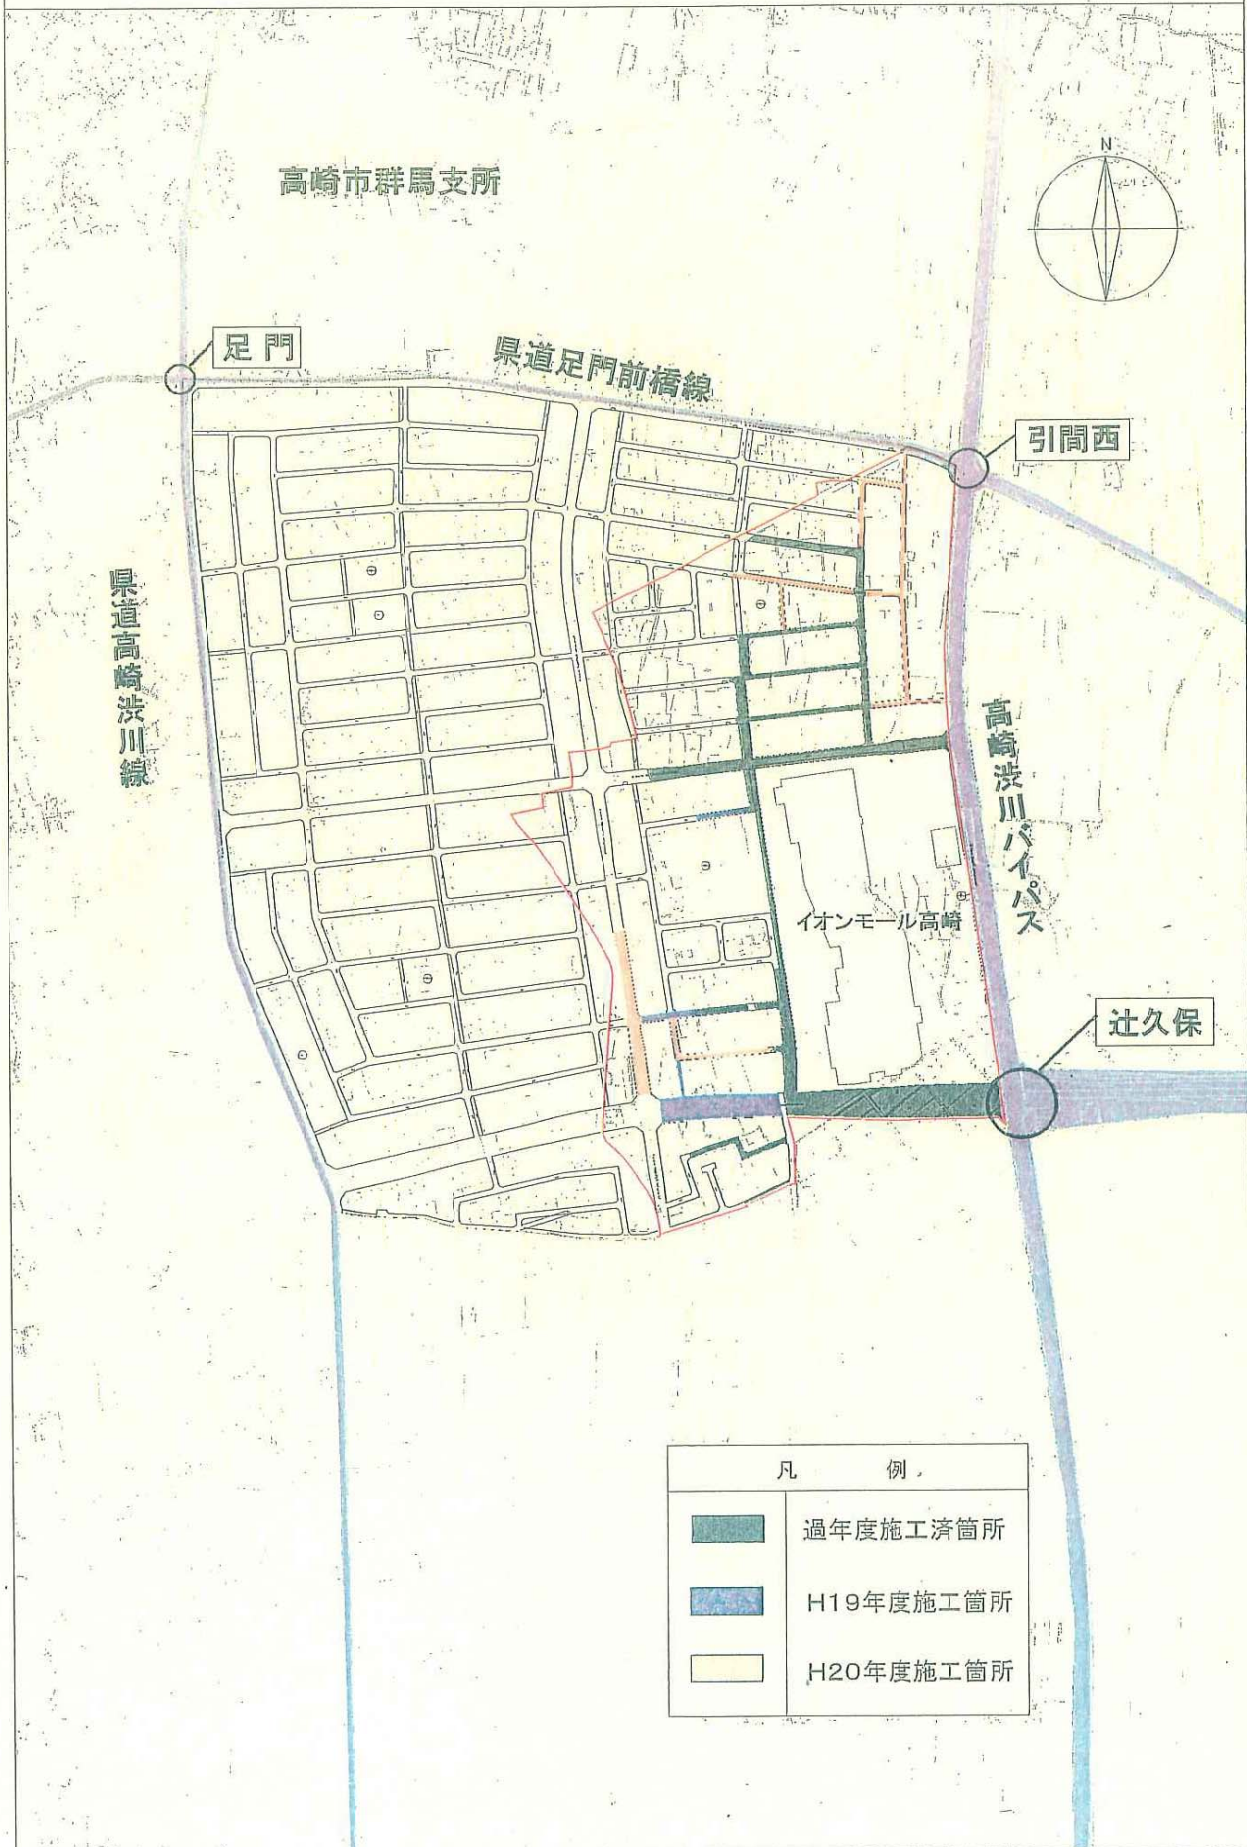 高崎市群馬支所
N
足門
県道足門前橋線
引間西
県道高崎渋川線
高崎渋川バイパス
イオンモール高崎
辻久保
凡 例
過年度施工済箇所
H19年度施工箇所
H20年度施工箇所